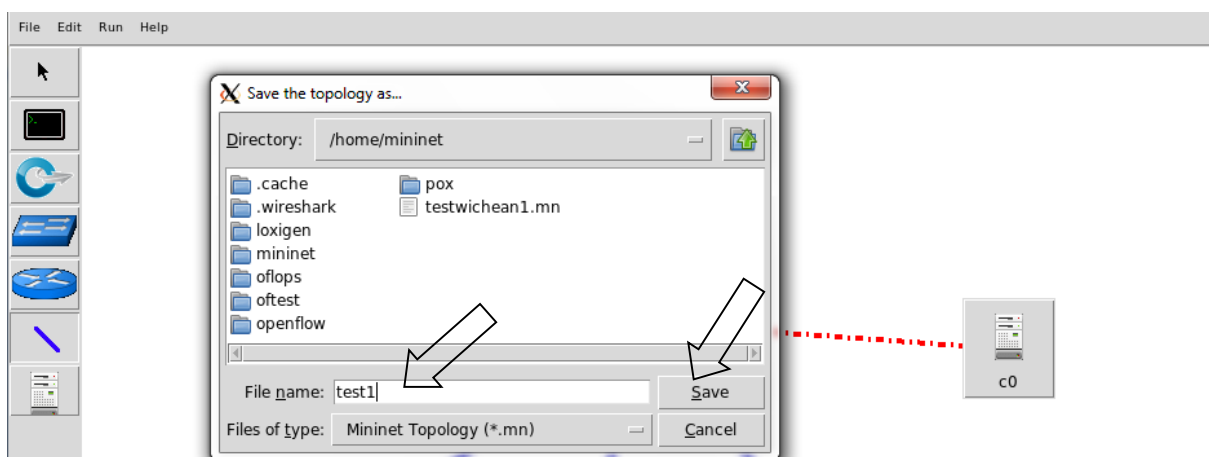 File Edit Run Help
Save the topology as...
Directory: /home/mininet
.cache pox
.wireshark testwichean1.mn
loxigen
mininet
oflops
oftest
openflow
File name: test1 Save
Files of type: Mininet Topology (*.mn) Cancel
c0